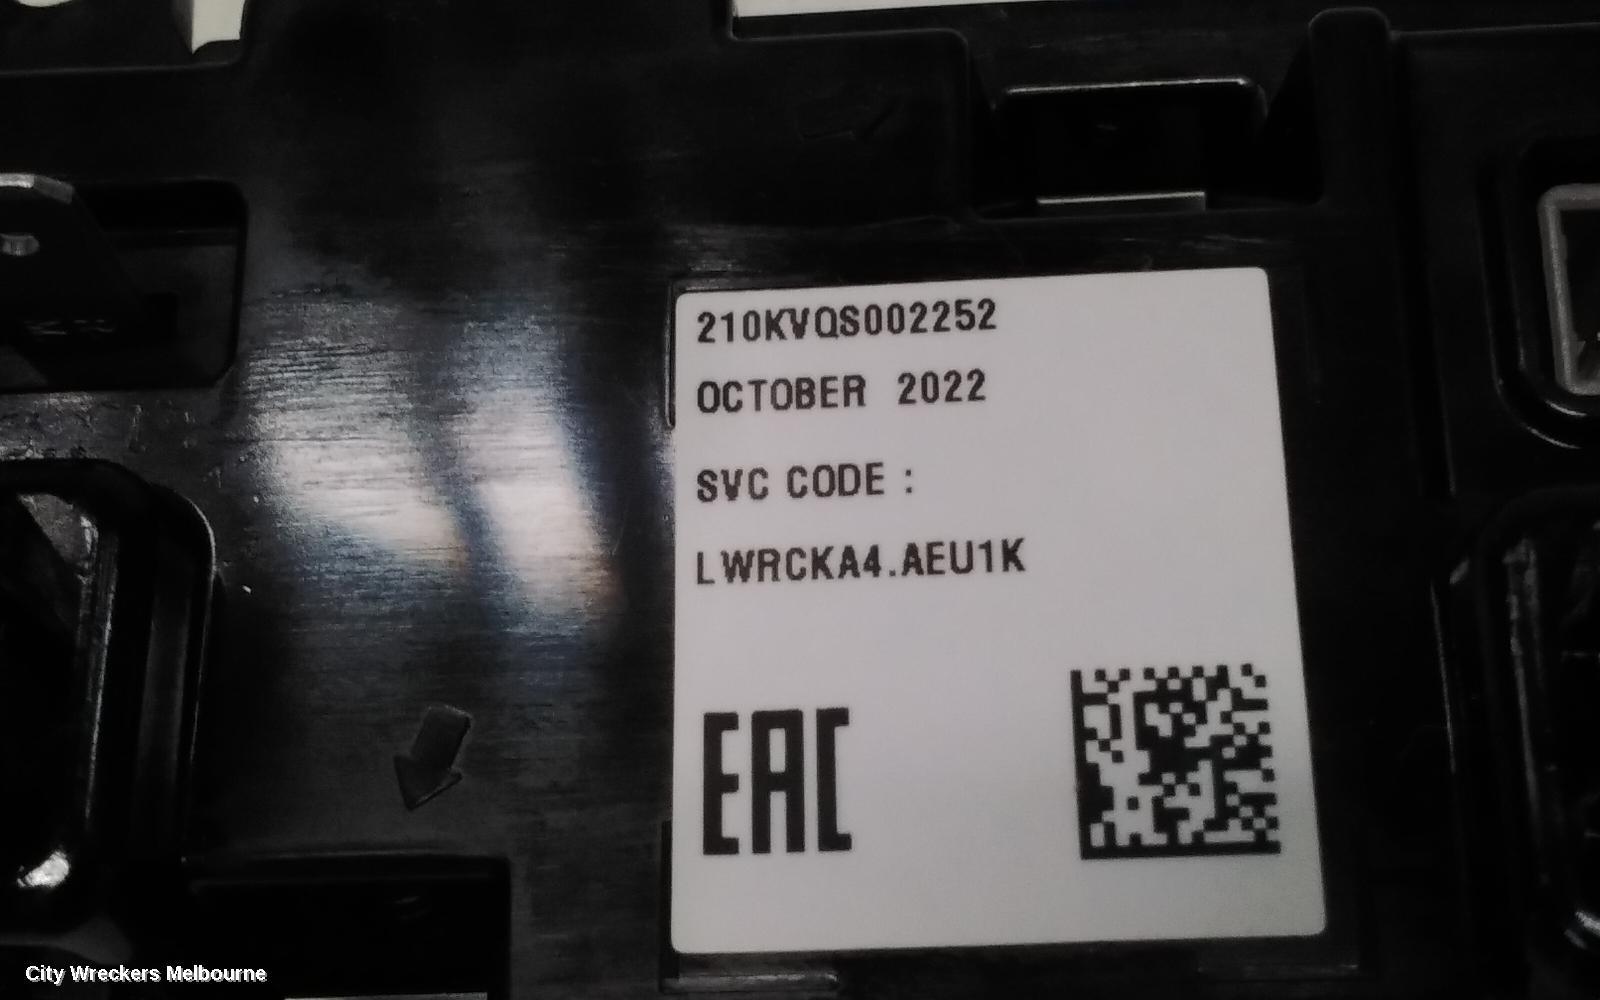 210KVQS002252
OCTOBER 2022
SVC CODE :
LWRCKA4.AEU1K
EAC
City Wreckers Melbourne